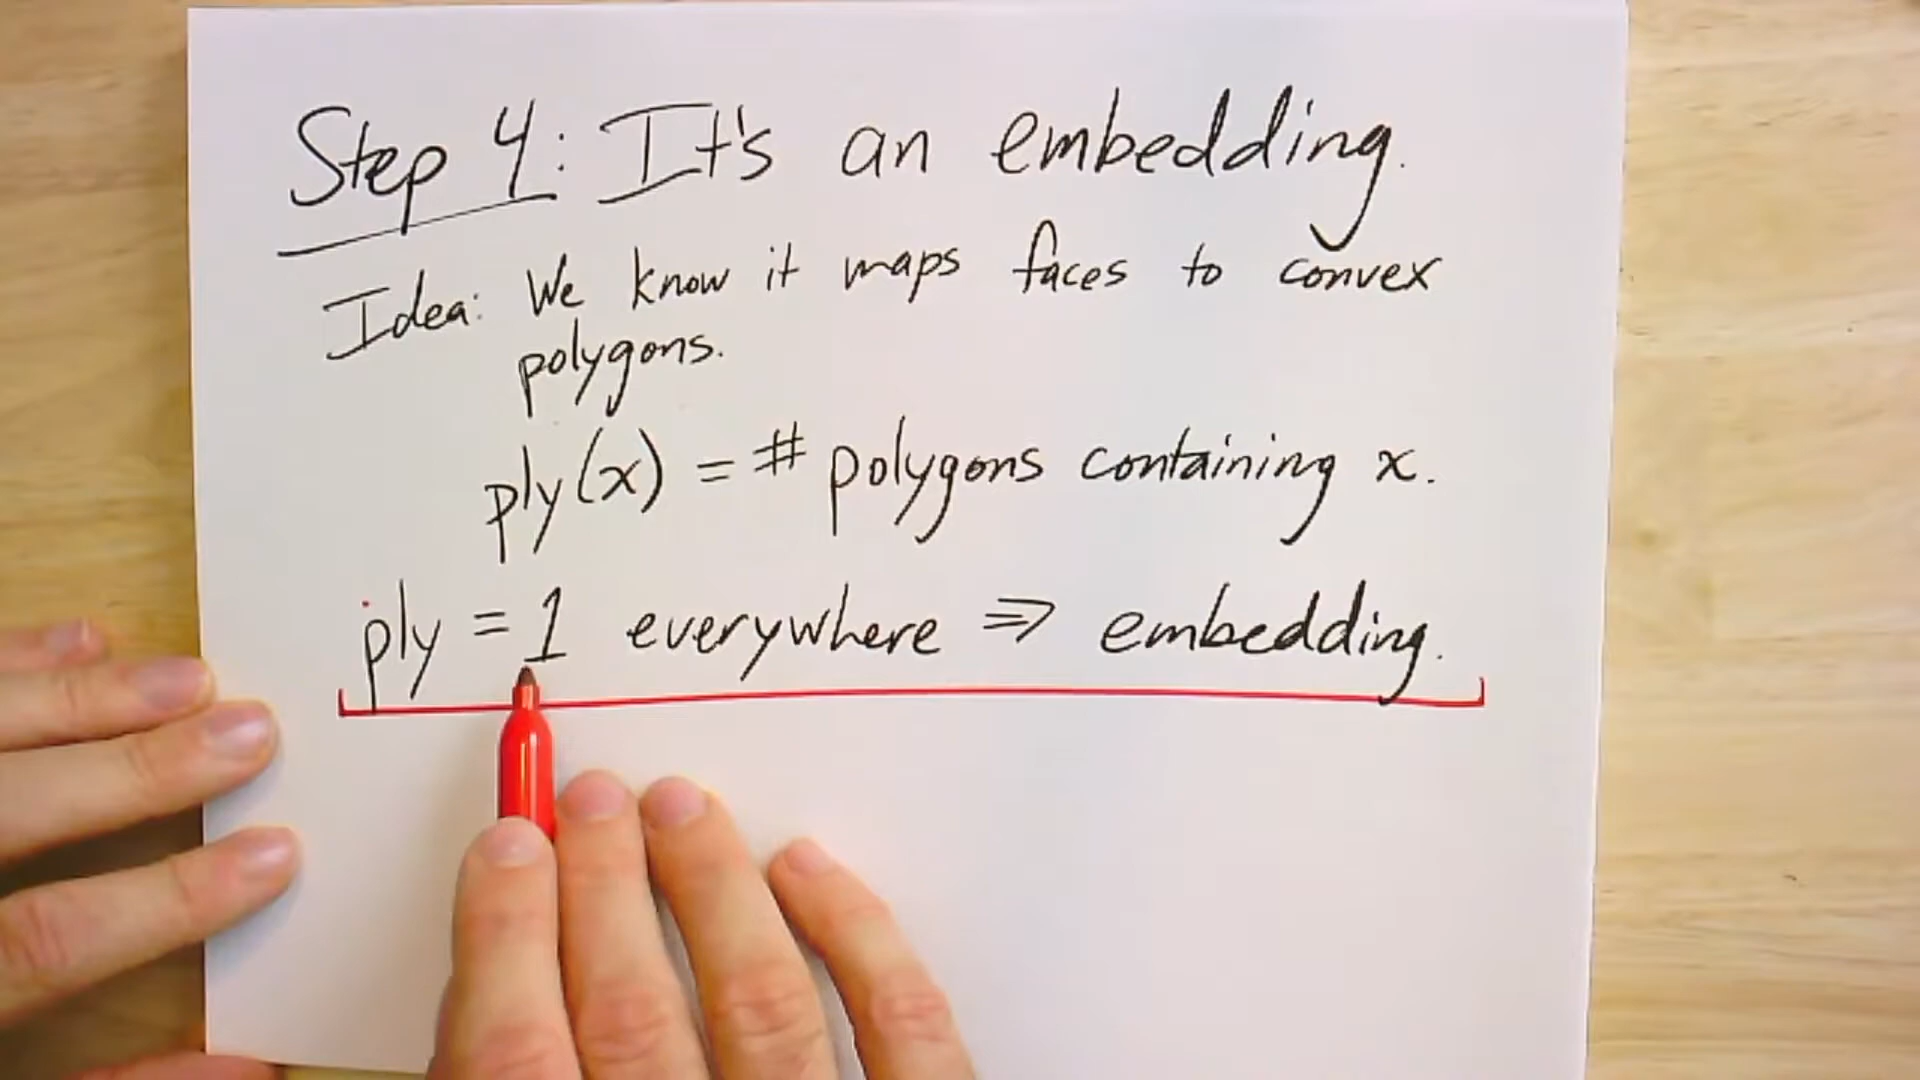 Step 4: It's an embedding.
Idea: We know it maps faces to convex
polygons.
ply(x) = # polygons containing x.
ply = 1 everywhere ⇒ embedding.